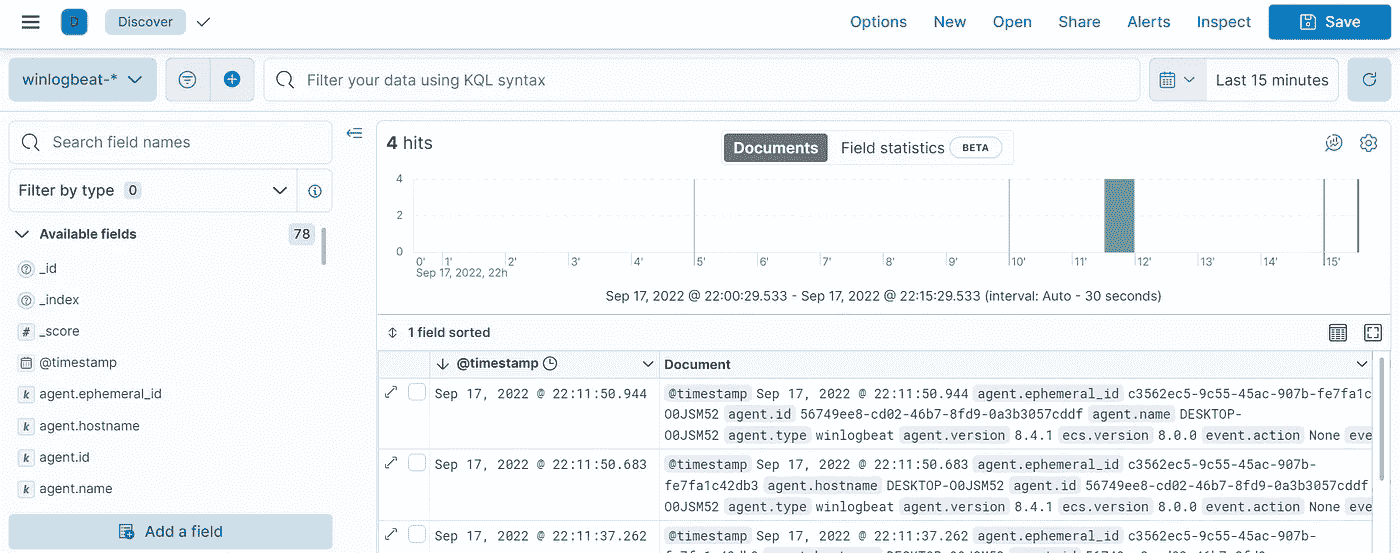 D Discover Options New Open Share Alerts Inspect Save
winlogbeat-* Filter your data using KQL syntax Last 15 minutes
Search field names
Filter by type 0
Available fields 78
_id
_index
_score
@timestamp
agent.ephemeral_id
agent.hostname
agent.id
agent.name
Add a field
4 hits Documents Field statistics BETA
4
2
0
0' 1' 2' 3' 4' 5' 6' 7' 8' 9' 10' 11' 12' 13' 14' 15'
Sep 17, 2022, 22h
Sep 17, 2022 @ 22:00:29.533 - Sep 17, 2022 @ 22:15:29.533 (interval: Auto - 30 seconds)
1 field sorted
@timestamp Document
Sep 17, 2022 @ 22:11:50.944 @timestamp Sep 17, 2022 @ 22:11:50.944 agent.ephemeral_id c3562ec5-9c55-45ac-907b-fe7fa1c
O0JSM52 agent.id 56749ee8-cd02-46b7-8fd9-0a3b3057cddf agent.name DESKTOP-
O0JSM52 agent.type winlogbeat agent.version 8.4.1 ecs.version 8.0.0 event.action None eve
Sep 17, 2022 @ 22:11:50.683 @timestamp Sep 17, 2022 @ 22:11:50.683 agent.ephemeral_id c3562ec5-9c55-45ac-907b-
fe7fa1c42db3 agent.hostname DESKTOP-O0JSM52 agent.id 56749ee8-cd02-46b7-8fd9-0a3b3057cddf
O0JSM52 agent.type winlogbeat agent.version 8.4.1 ecs.version 8.0.0 event.action None eve
Sep 17, 2022 @ 22:11:37.262 @timestamp Sep 17, 2022 @ 22:11:37.262 agent.ephemeral_id c3562ec5-9c55-45ac-907b-